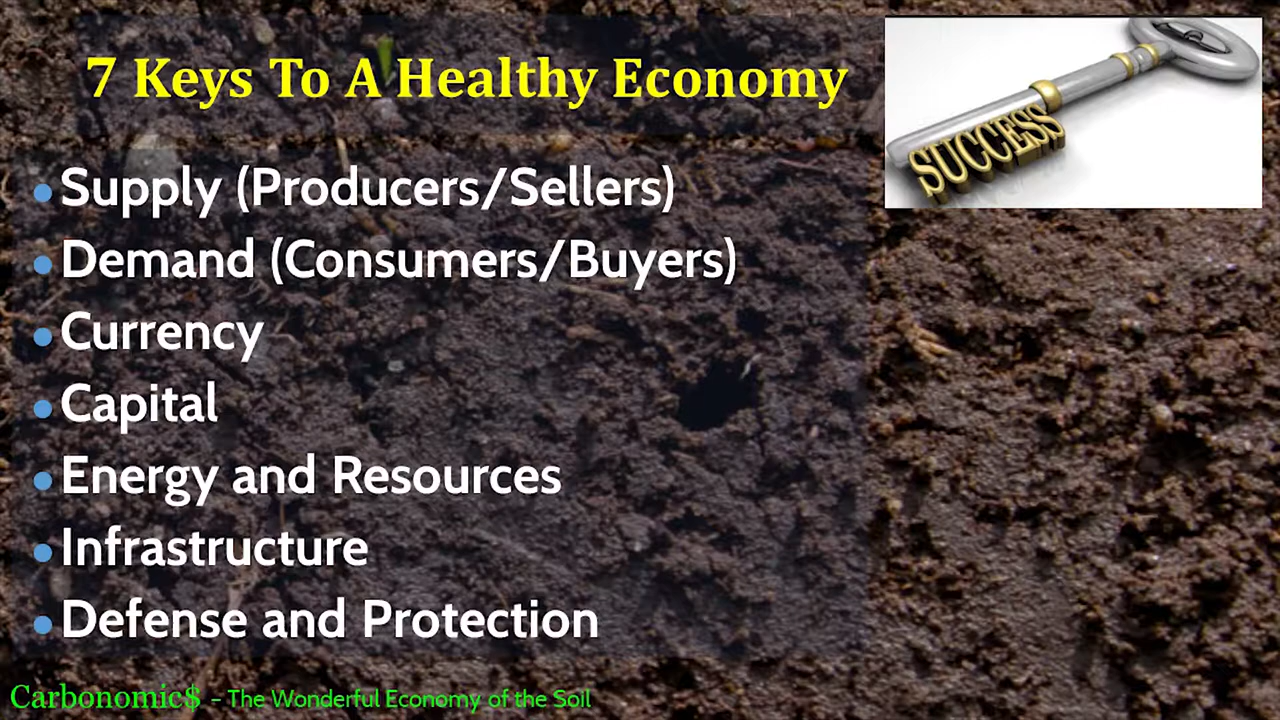 7 Keys To A Healthy Economy
SUCCESS
Supply (Producers/Sellers)
Demand (Consumers/Buyers)
Currency
Capital
Energy and Resources
Infrastructure
Defense and Protection
Carbonomic$ – The Wonderful Economy of the Soil